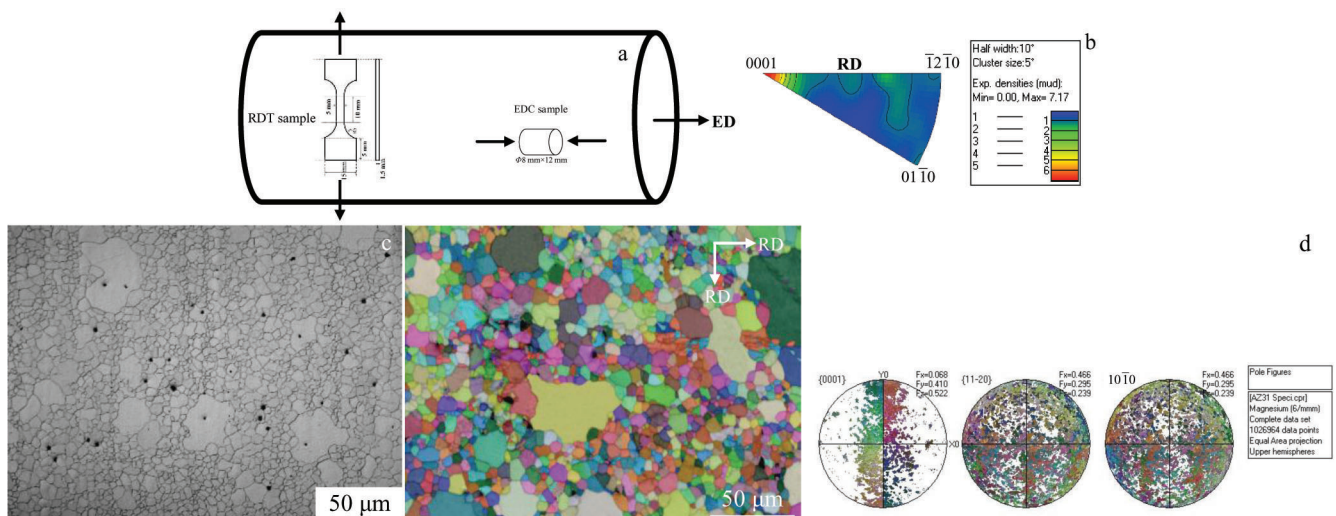 a
RDT sample
5 mm
10 mm
5 mm
15 mm
1.5 mm
EDC sample
Φ8 mm×12 mm
ED
b
0001
RD
1̅21̅0
011̅0
Half width:10°
Cluster size:5°
Exp. densities (mud):
Min= 0.00, Max= 7.17
1
2
3
4
5
1
2
3
4
5
6
c
50 μm
RD
RD
50 μm
d
{0001}
Y0
X0
Fx=0.068
Fy=0.410
Fz=0.522
{11-20}
Fx=0.466
Fy=0.295
Fz=0.239
101̅0
Fx=0.466
Fy=0.295
Fz=0.239
Pole Figures
[AZ31 Speci.cpr]
Magnesium (6/mmm)
Complete data set
1026964 data points
Equal Area projection
Upper hemispheres